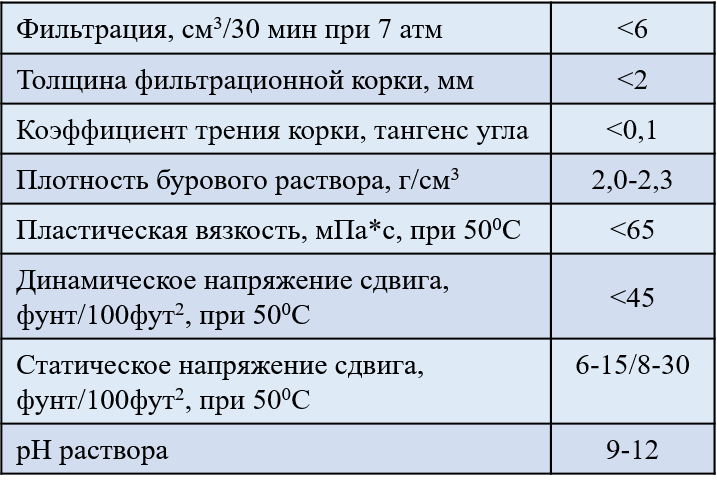 Фильтрация, см³/30 мин при 7 атм <6
Толщина фильтрационной корки, мм <2
Коэффициент трения корки, тангенс угла <0,1
Плотность бурового раствора, г/см³ 2,0-2,3
Пластическая вязкость, мПа*с, при 50⁰С <65
Динамическое напряжение сдвига,
фунт/100фут², при 50⁰С <45
Статическое напряжение сдвига, 6-15/8-30
фунт/100фут², при 50⁰С
pH раствора 9-12